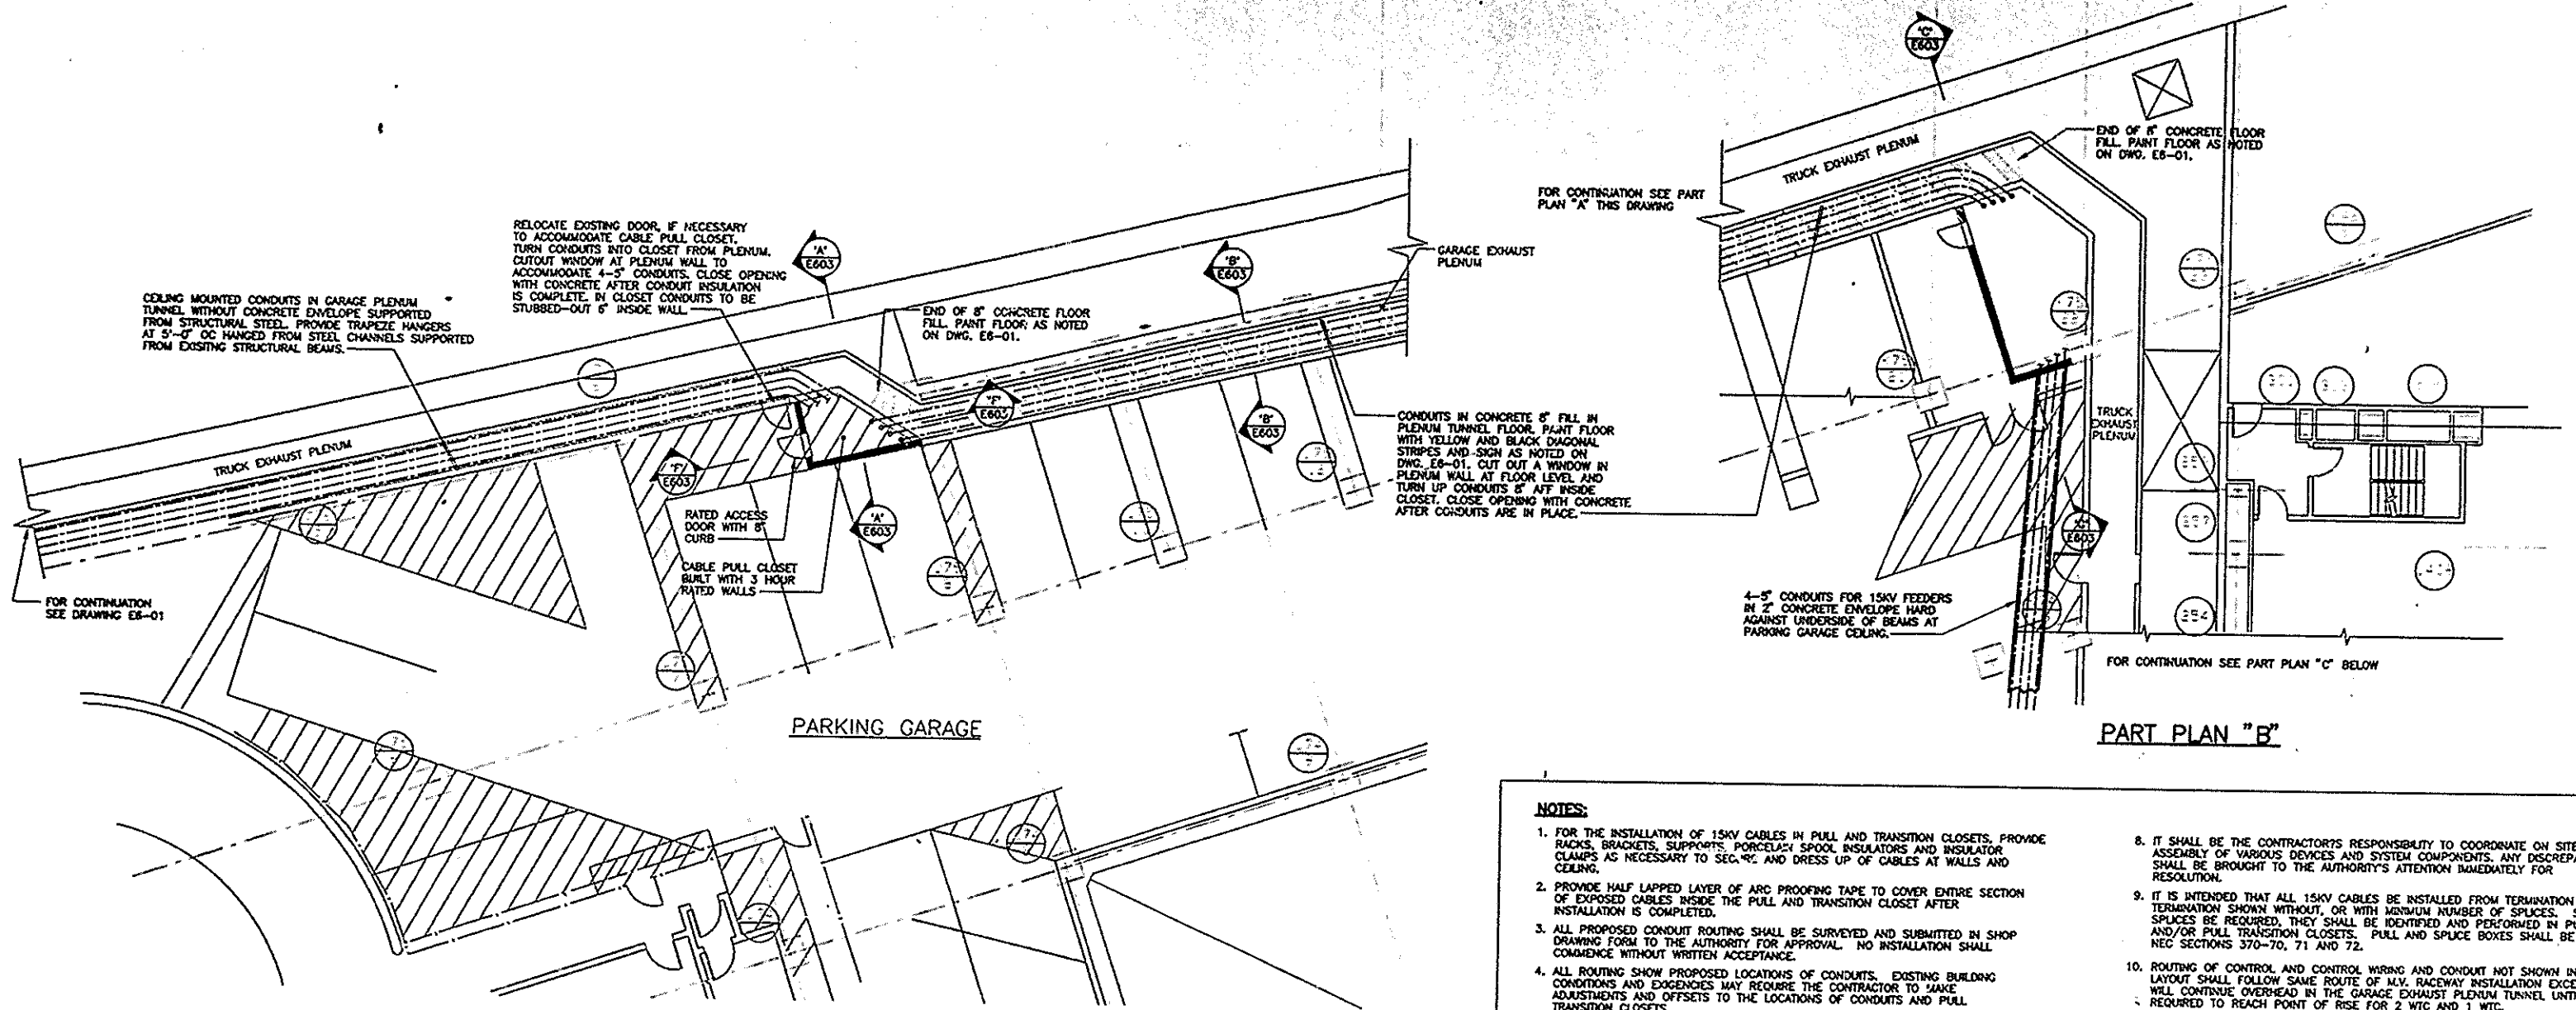 RELOCATE EXISTING DOOR, IF NECESSARY
TO ACCOMMODATE CABLE PULL CLOSET.
TURN CONDUITS INTO CLOSET FROM PLENUM.
CUTOUT WINDOW AT PLENUM WALL TO
ACCOMMODATE 4-5" CONDUITS. CLOSE OPENING
WITH CONCRETE AFTER CONDUIT INSULATION
IS COMPLETE. IN CLOSET CONDUITS TO BE
STUBBED-OUT 6" INSIDE WALL.
CEILING MOUNTED CONDUITS IN GARAGE PLENUM
TUNNEL WITHOUT CONCRETE ENVELOPE SUPPORTED
FROM STRUCTURAL STEEL. PROVIDE TRAPEZE HANGERS
AT 5'-0" OC HANGED FROM STEEL CHANNELS SUPPORTED
FROM EXISITNG STRUCTURAL BEAMS.
"A"
E603
"B"
E603
GARAGE EXHAUST
PLENUM
END OF 8" CONCRETE FLOOR
FILL. PAINT FLOOR AS NOTED
ON DWG. E6-01.
"F"
E603
"B"
E603
TRUCK EXHAUST PLENUM
"F"
E603
"A"
E603
RATED ACCESS
DOOR WITH 8"
CURB
CABLE PULL CLOSET
BUILT WITH 3 HOUR
RATED WALLS
FOR CONTINUATION
SEE DRAWING E6-01
CONDUITS IN CONCRETE 8" FILL IN
PLENUM TUNNEL FLOOR. PAINT FLOOR
WITH YELLOW AND BLACK DIAGONAL
STRIPES AND SIGN AS NOTED ON
DWG. E6-01. CUT OUT A WINDOW IN
PLENUM WALL AT FLOOR LEVEL AND
TURN UP CONDUITS 8" AFF INSIDE
CLOSET. CLOSE OPENING WITH CONCRETE
AFTER CONDUITS ARE IN PLACE.
PARKING GARAGE
"C"
E603
END OF 8" CONCRETE FLOOR
FILL. PAINT FLOOR AS NOTED
ON DWG. E6-01.
TRUCK EXHAUST PLENUM
FOR CONTINUATION SEE PART
PLAN "A" THIS DRAWING
TRUCK
EXHAUST
PLENUM
"C"
E603
4-5" CONDUITS FOR 15KV FEEDERS
IN 2" CONCRETE ENVELOPE HARD
AGAINST UNDERSIDE OF BEAMS AT
PARKING GARAGE CEILING.
FOR CONTINUATION SEE PART PLAN "C" BELOW
PART PLAN "B"
NOTES:
1. FOR THE INSTALLATION OF 15KV CABLES IN PULL AND TRANSITION CLOSETS, PROVIDE
RACKS, BRACKETS, SUPPORTS, PORCELAIN SPOOL INSULATORS AND INSULATOR
CLAMPS AS NECESSARY TO SECURE AND DRESS UP OF CABLES AT WALLS AND
CEILING.
2. PROVIDE HALF LAPPED LAYER OF ARC PROOFING TAPE TO COVER ENTIRE SECTION
OF EXPOSED CABLES INSIDE THE PULL AND TRANSITION CLOSET AFTER
INSTALLATION IS COMPLETED.
3. ALL PROPOSED CONDUIT ROUTING SHALL BE SURVEYED AND SUBMITTED IN SHOP
DRAWING FORM TO THE AUTHORITY FOR APPROVAL. NO INSTALLATION SHALL
COMMENCE WITHOUT WRITTEN ACCEPTANCE.
4. ALL ROUTING SHOW PROPOSED LOCATIONS OF CONDUITS. EXISTING BUILDING
CONDITIONS AND EXIGENCIES MAY REQUIRE THE CONTRACTOR TO MAKE
ADJUSTMENTS AND OFFSETS TO THE LOCATIONS OF CONDUITS AND PULL
TRANSITION CLOSETS.
8. IT SHALL BE THE CONTRACTOR?S RESPONSIBILITY TO COORDINATE ON SITE
ASSEMBLY OF VARIOUS DEVICES AND SYSTEM COMPONENTS. ANY DISCREPA
SHALL BE BROUGHT TO THE AUTHORITY'S ATTENTION IMMEDIATELY FOR
RESOLUTION.
9. IT IS INTENDED THAT ALL 15KV CABLES BE INSTALLED FROM TERMINATION
TERMINATION SHOWN WITHOUT, OR WITH MINIMUM NUMBER OF SPLICES. S
SPLICES BE REQUIRED, THEY SHALL BE IDENTIFIED AND PERFORMED IN PU
AND/OR PULL TRANSITION CLOSETS. PULL AND SPLICE BOXES SHALL BE
NEC SECTIONS 370-70, 71 AND 72.
10. ROUTING OF CONTROL AND CONTROL WIRING AND CONDUIT NOT SHOWN IN
LAYOUT SHALL FOLLOW SAME ROUTE OF M.V. RACEWAY INSTALLATION EXCE
WILL CONTINUE OVERHEAD IN THE GARAGE EXHAUST PLENUM TUNNEL UNTI
REQUIRED TO REACH POINT OF RISE FOR 2 WTC AND 1 WTC.